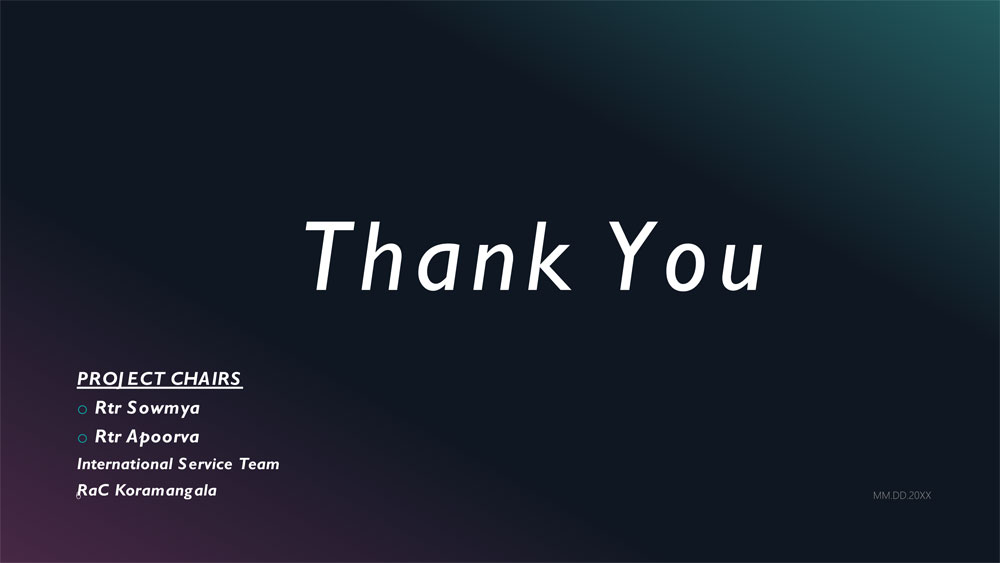 Thank You
PROJECT CHAIRS
Rtr Sowmya
Rtr Apoorva
International Service Team
RaC Koramangala
MM.DD.20XX